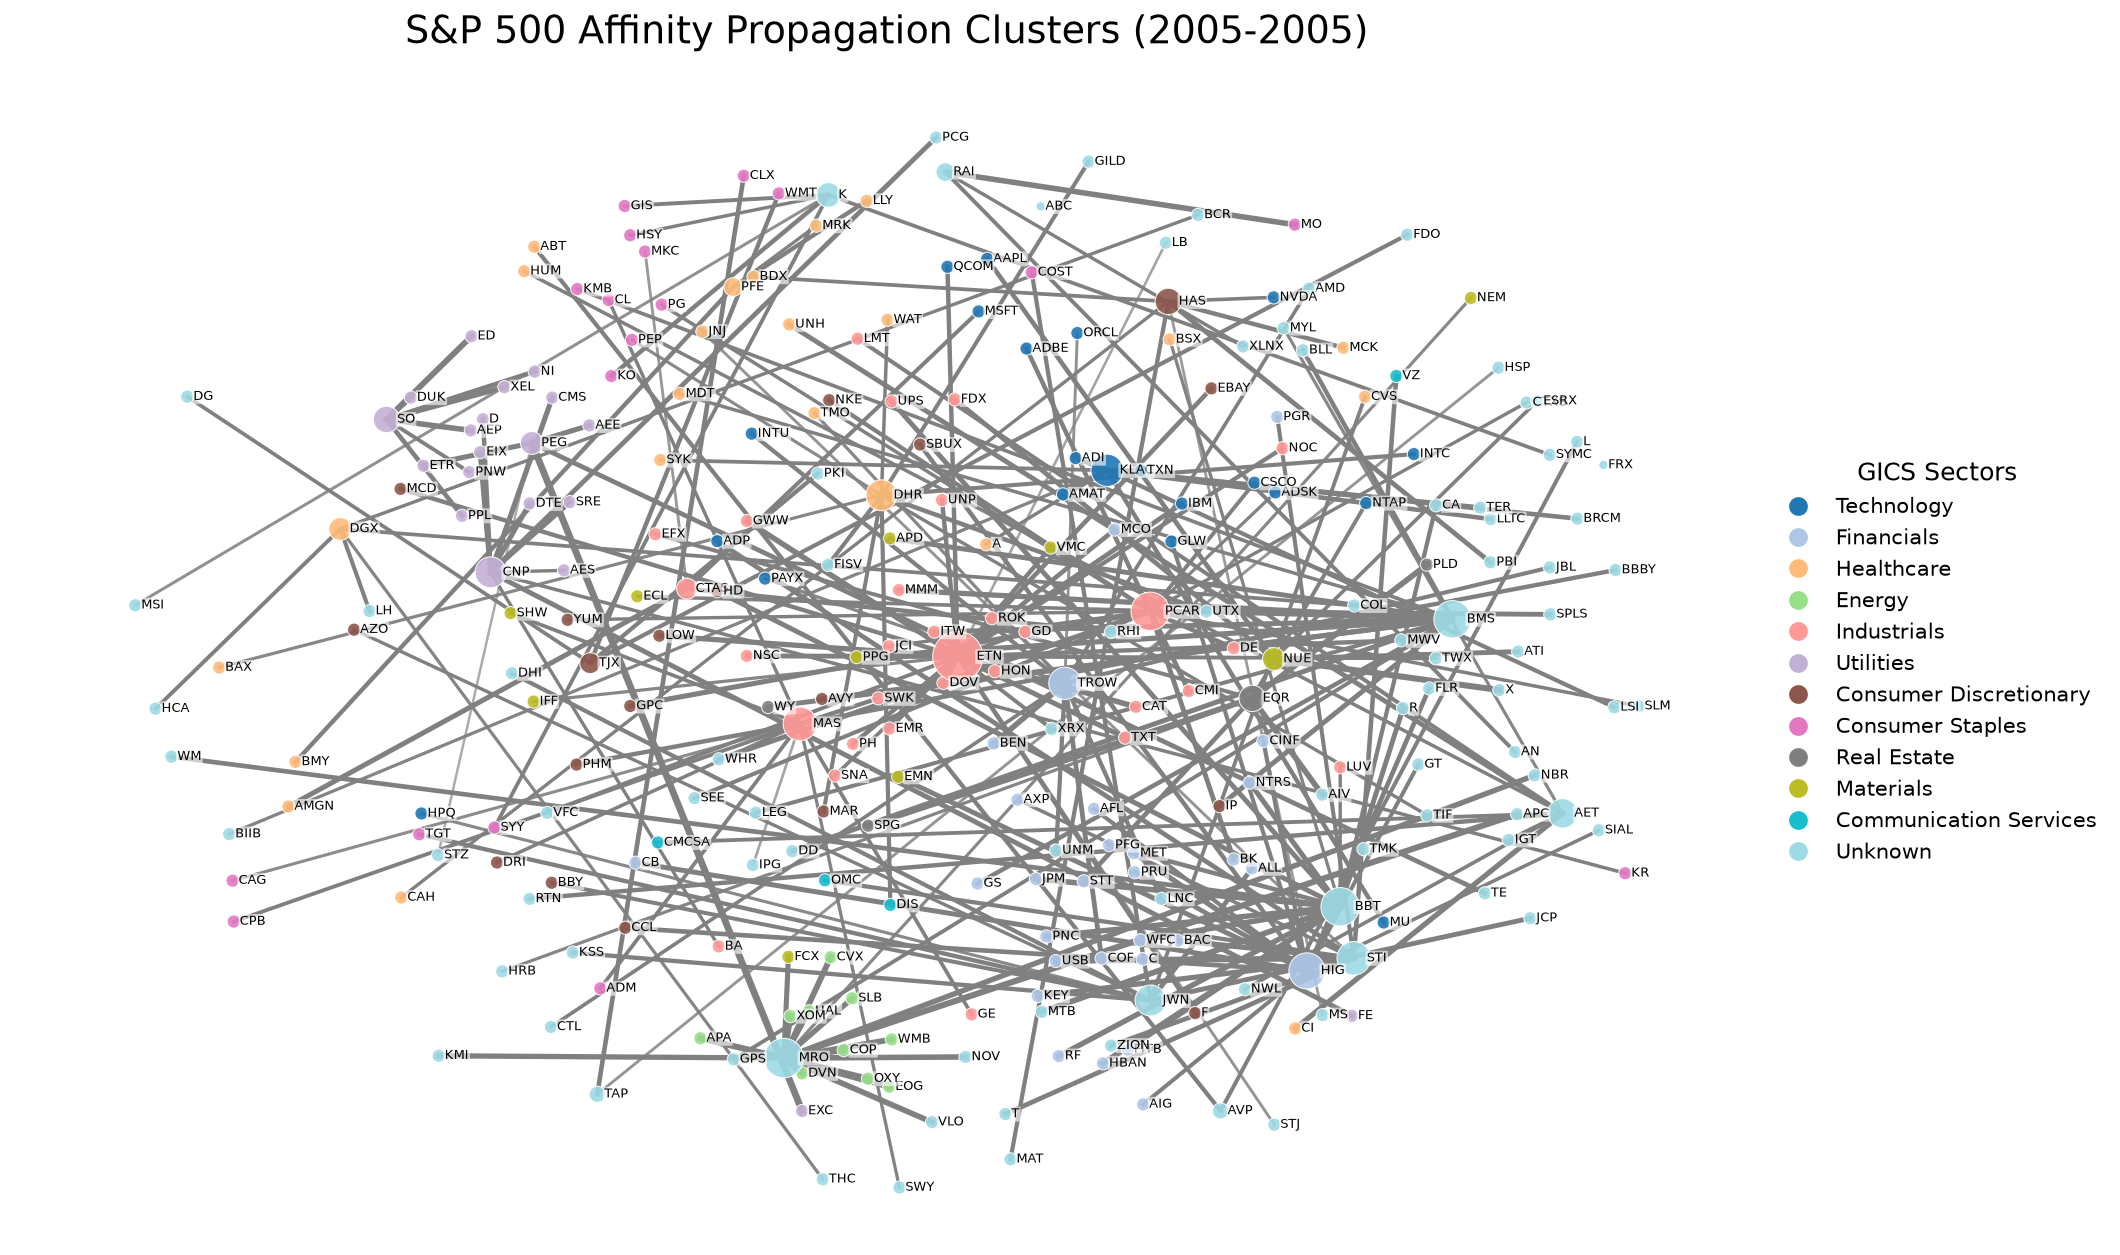 S&P 500 Affinity Propagation Clusters (2005-2005)
PCG
GILD
RAI
CLX
WMT
K
LLY
GIS
ABC
BCR
MO
MRK
HSY
FDO
ABT
LB
MKC
AAPL
QCOM
HUM
COST
BDX
PFE
KMB
AMD
CL
NVDA
NEM
HAS
PG
MSFT
WAT
UNH
MYL
JNJ
ORCL
ED
LMT
PEP
BSX
XLNX
ADBE
BLL
MCK
HSP
NI
KO
VZ
XEL
EBAY
MDT
DG
DUK
CMS
CVS
NKE
UPS
FDX
ESRX
TMO
PGR
SO
D
AEE
AEP
INTU
PEG
SBUX
L
NOC
EIX
INTC
SYMC
ADI
SYK
ETR
FRX
PNW
PKI
KLA
TXN
CSCO
MCD
ADSK
AMAT
DHR
UNP
DTE
SRE
IBM
NTAP
CA
TER
PPL
LLTC
BRCM
GWW
DGX
MCO
EFX
APD
ADP
GLW
A
VMC
PBI
FISV
PLD
JBL
BBBY
CNP
AES
PAYX
CTAS
HD
MMM
ECL
MSI
COL
LH
SHW
PCAR
UTX
SPLS
YUM
ROK
BMS
AZO
ITW
GD
RHI
LOW
MWV
JCI
DE
ATI
NSC
PPG
ETN
TWX
TJX
NUE
BAX
HON
DHI
DOV
TROW
FLR
X
CMI
AVY
SWK
EQR
IFF
GPC
WY
CAT
R
LSI
SLM
HCA
MAS
EMR
XRX
TXT
CINF
PH
BEN
AN
WM
WHR
BMY
PHM
GT
LUV
SNA
EMN
NBR
NTRS
SEE
AIV
AXP
AMGN
IP
AFL
MAR
LEG
VFC
HPQ
AET
APC
TIF
SPG
SYY
SIAL
BIIB
TGT
IGT
CMCSA
PFG
DD
UNM
TMK
STZ
MET
BK
CB
DRI
IPG
ALL
PRU
KR
CAG
OMC
JPM
STT
BBY
GS
TE
CAH
RTN
LNC
DIS
BBT
CPB
JCP
MU
CCL
PNC
WFC
BAC
BA
KSS
FCX
CVX
COF
C
USB
STI
HRB
HIG
ADM
NWL
KEY
SLB
JWN
MTB
HAL
F
GE
XOM
MS
FE
CTL
CI
APA
WMB
ZION
COP
KMI
GPS
MRO
NOV
RF
HBAN
DVN
OXY
EOG
TAP
AIG
EXC
AVP
T
VLO
STJ
MAT
THC
SWY
GICS Sectors
Technology
Financials
Healthcare
Energy
Industrials
Utilities
Consumer Discretionary
Consumer Staples
Real Estate
Materials
Communication Services
Unknown